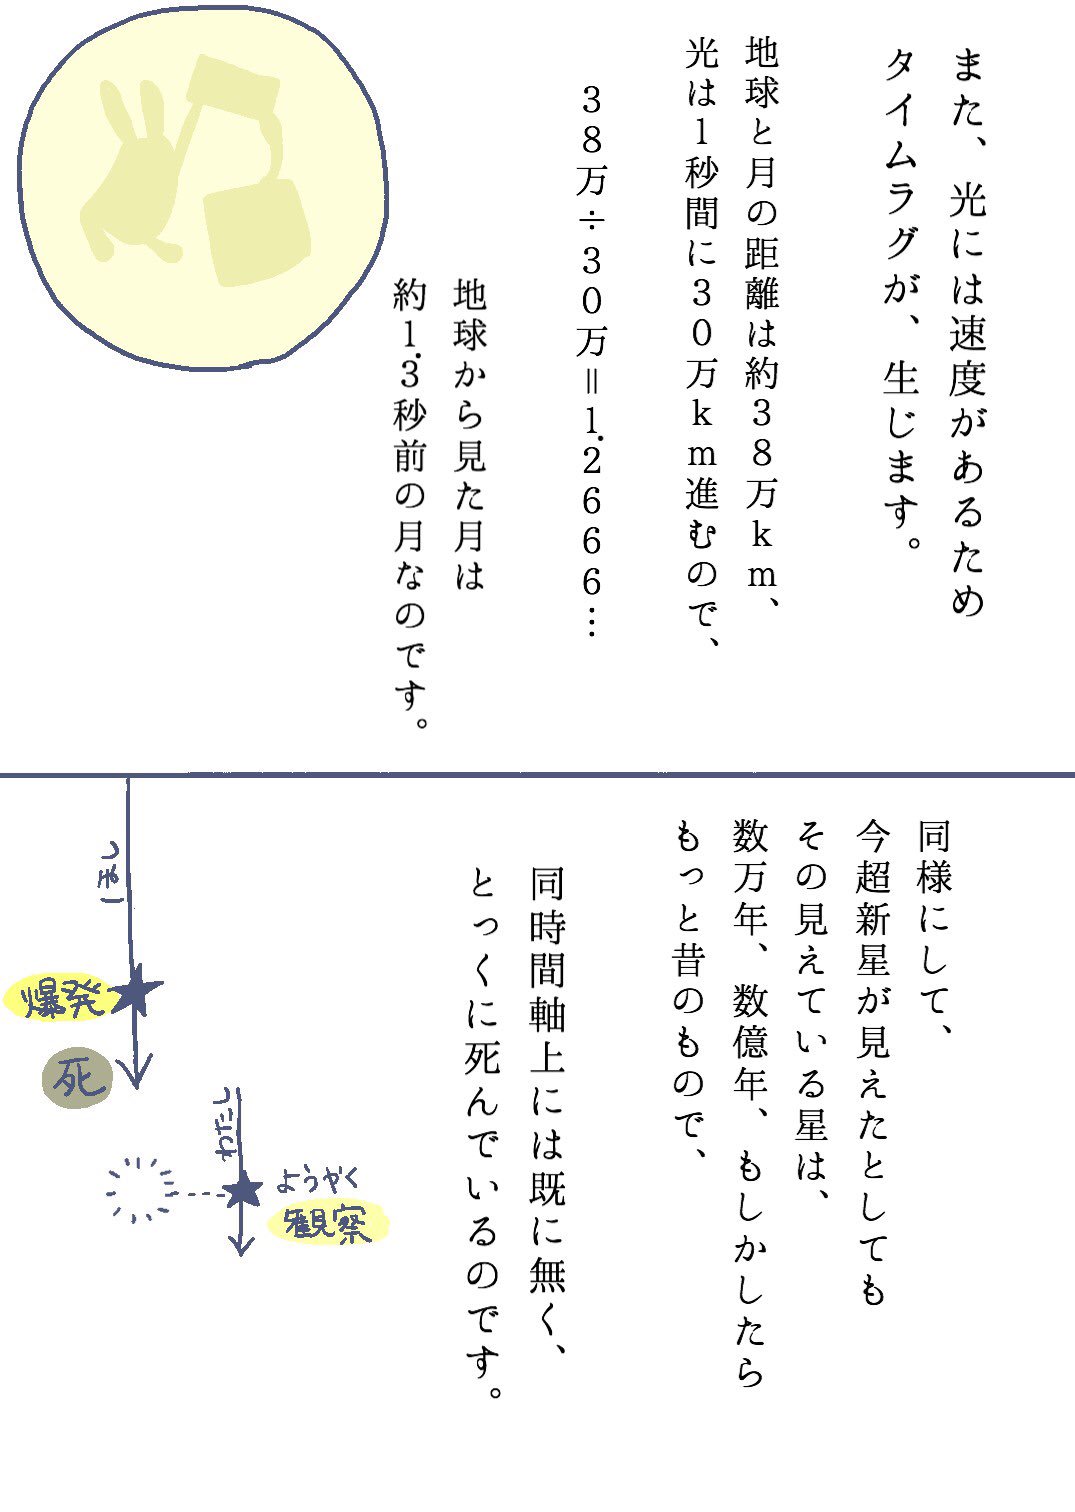 また、光には速度があるため
タイムラグが、生じます。
地球と月の距離は約38万km、
光は1秒間に30万km進むので、
38万÷30万=1.2666…
地球から見た月は
約1.3秒前の月なのです。
同様にして、
今超新星が見えたとしても
その見えている星は、
数万年、数億年、もしかしたら
もっと昔のもので、
同時間軸上には既に無く、
とっくに死んでいるのです。
ほし
爆発
死
わたし
ようやく
観察